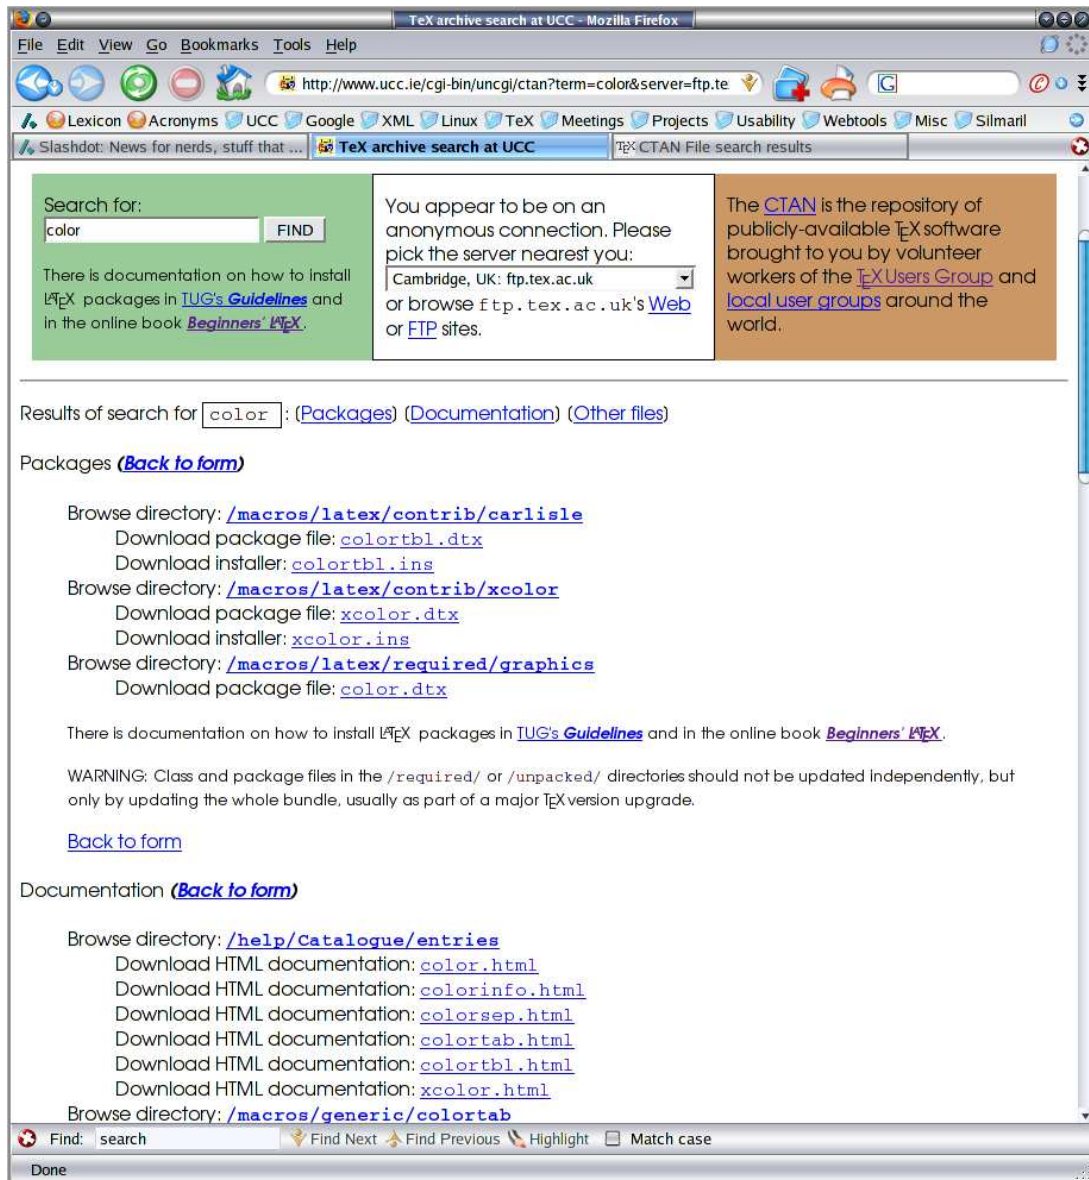 TeX archive search at UCC - Mozilla Firefox
File Edit View Go Bookmarks Tools Help
http://www.ucc.ie/cgi-bin/uncgi/ctan?term=color&server=ftp.te
G
Lexicon Acronyms UCC Google XML Linux TeX Meetings Projects Usability Webtools Misc Silmaril
Slashdot: News for nerds, stuff that ... TeX archive search at UCC TEX CTAN File search results
Search for:
color FIND
There is documentation on how to install
LATEX packages in TUG's Guidelines and
in the online book Beginners' LATEX.
You appear to be on an
anonymous connection. Please
pick the server nearest you:
Cambridge, UK: ftp.tex.ac.uk
or browse ftp.tex.ac.uk's Web
or FTP sites.
The CTAN is the repository of
publicly-available TEX software
brought to you by volunteer
workers of the TEX Users Group and
local user groups around the
world.
Results of search for color : (Packages) (Documentation) (Other files)
Packages (Back to form)
Browse directory: /macros/latex/contrib/carlisle
Download package file: colortbl.dtx
Download installer: colortbl.ins
Browse directory: /macros/latex/contrib/xcolor
Download package file: xcolor.dtx
Download installer: xcolor.ins
Browse directory: /macros/latex/required/graphics
Download package file: color.dtx
There is documentation on how to install LATEX packages in TUG's Guidelines and in the online book Beginners' LATEX.
WARNING: Class and package files in the /required/ or /unpacked/ directories should not be updated independently, but
only by updating the whole bundle, usually as part of a major TEX version upgrade.
Back to form
Documentation (Back to form)
Browse directory: /help/Catalogue/entries
Download HTML documentation: color.html
Download HTML documentation: colorinfo.html
Download HTML documentation: colorsep.html
Download HTML documentation: colortab.html
Download HTML documentation: colortbl.html
Download HTML documentation: xcolor.html
Browse directory: /macros/generic/colortab
Find: search Find Next Find Previous Highlight Match case
Done